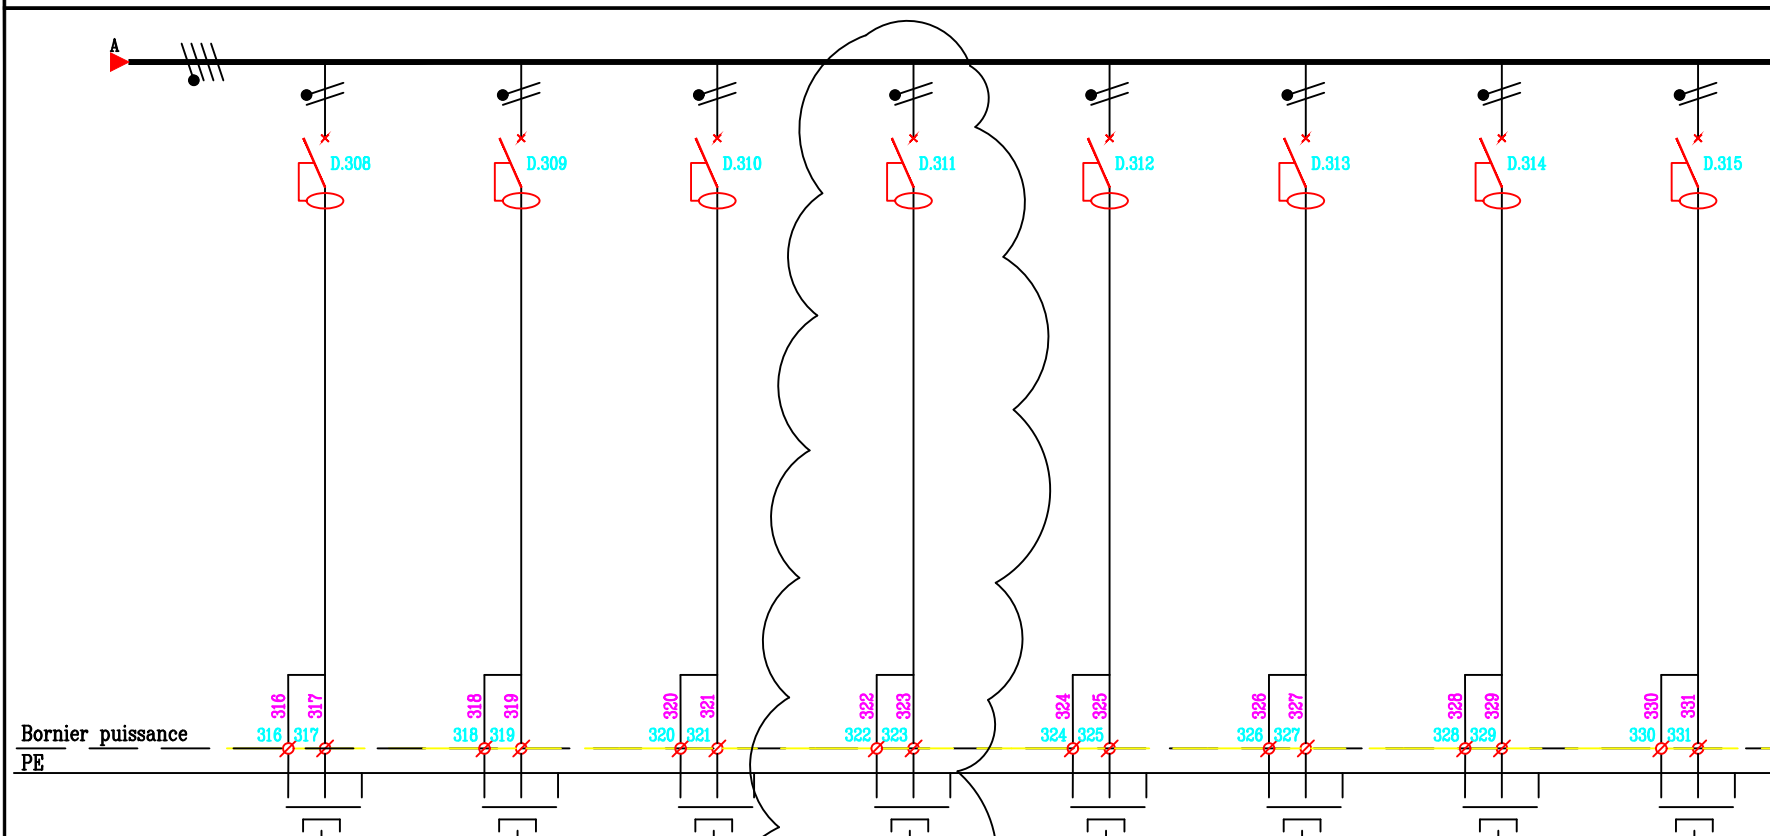 A
D.308 D.309 D.310 D.311 D.312 D.313 D.314 D.315
316 317 318 319 320 321 322 323 324 325 326 327 328 329 330 331
Bornier puissance 316 317 318 319 320 321 322 323 324 325 326 327 328 329 330 331
PE